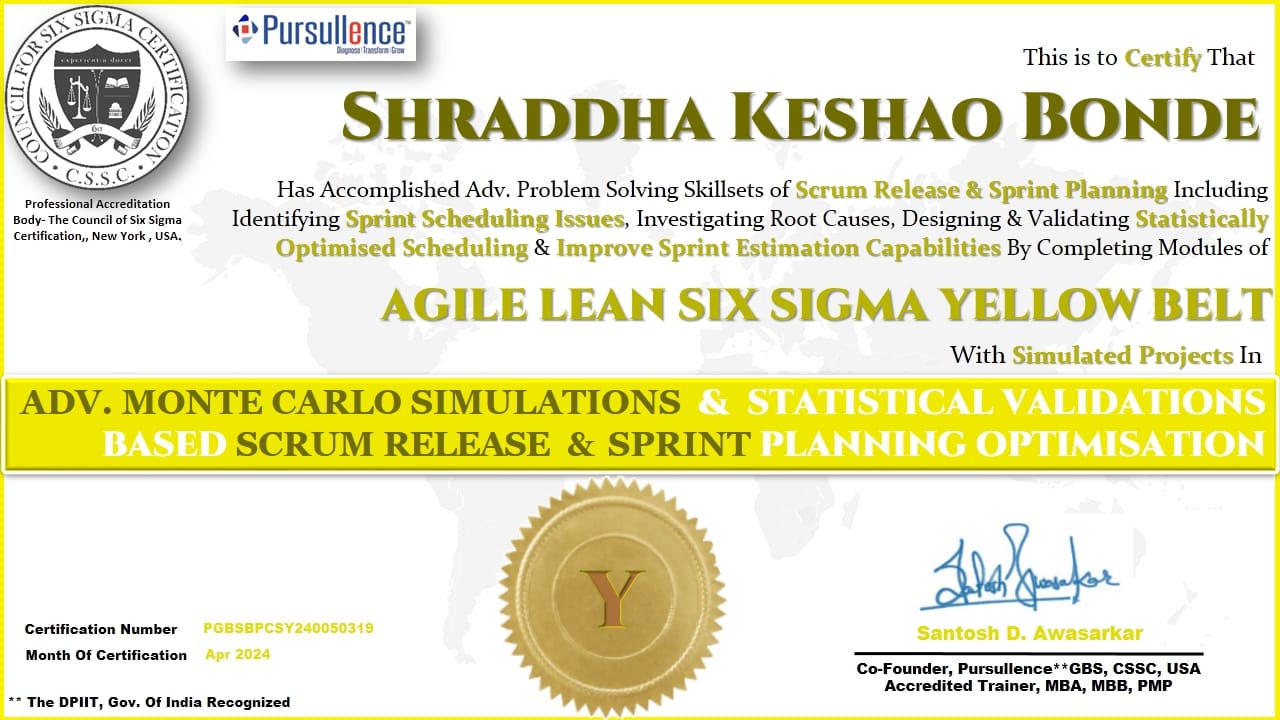 COUNCIL FOR SIX SIGMA CERTIFICATION
experientia docet
6σ
C.S.S.C.
Pursullence™
Diagnose|Transform|Grow
Professional Accreditation
Body- The Council of Six Sigma
Certification,, New York , USA.
This is to Certify That
SHRADDHA KESHAO BONDE
Has Accomplished Adv. Problem Solving Skillsets of Scrum Release & Sprint Planning Including
Identifying Sprint Scheduling Issues, Investigating Root Causes, Designing & Validating Statistically
Optimised Scheduling & Improve Sprint Estimation Capabilities By Completing Modules of
AGILE LEAN SIX SIGMA YELLOW BELT
With Simulated Projects In
ADV. MONTE CARLO SIMULATIONS & STATISTICAL VALIDATIONS
BASED SCRUM RELEASE & SPRINT PLANNING OPTIMISATION
Y
Certification Number PGBSBPCSY240050319
Month Of Certification Apr 2024
** The DPIIT, Gov. Of India Recognized
Santosh D. Awasarkar
Co-Founder, Pursullence**GBS, CSSC, USA
Accredited Trainer, MBA, MBB, PMP